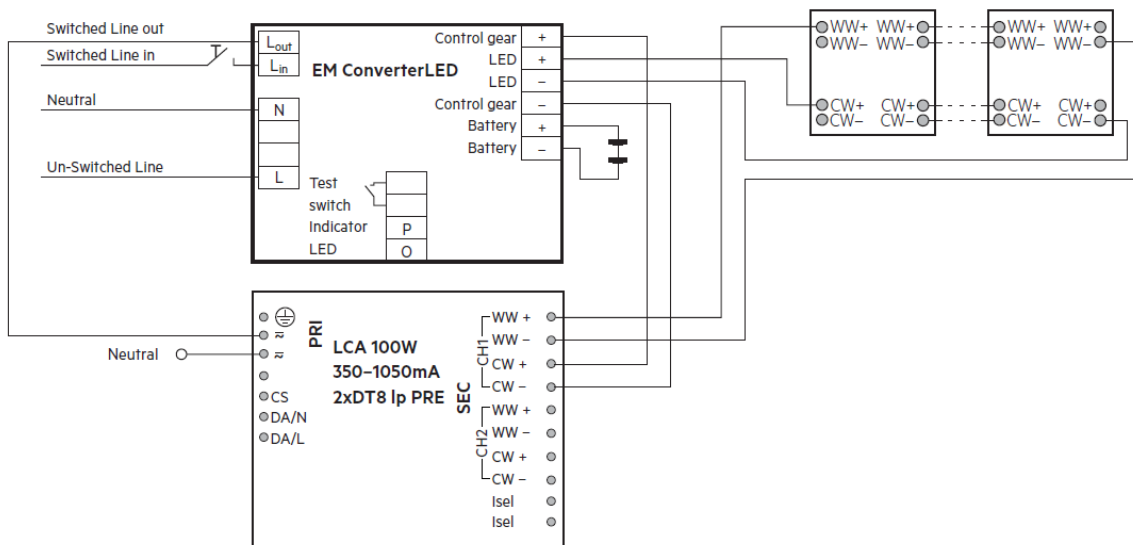 Switched Line out
Switched Line in
Neutral
Un-Switched Line
Lout
Lin
N
L
EM ConverterLED
Control gear +
LED +
LED –
Control gear –
Battery +
Battery –
Test
switch
Indicator P
LED O
WW+ WW+ WW+ WW+
WW– WW– WW– WW–
CW+ CW+ CW+ CW+
CW– CW– CW– CW–
Neutral
PRI
≂
≂
CS
DA/N
DA/L
LCA 100W
350–1050mA
2xDT8 lp PRE
SEC
CH1
WW +
WW –
CW +
CW –
CH2
WW +
WW –
CW +
CW –
Isel
Isel